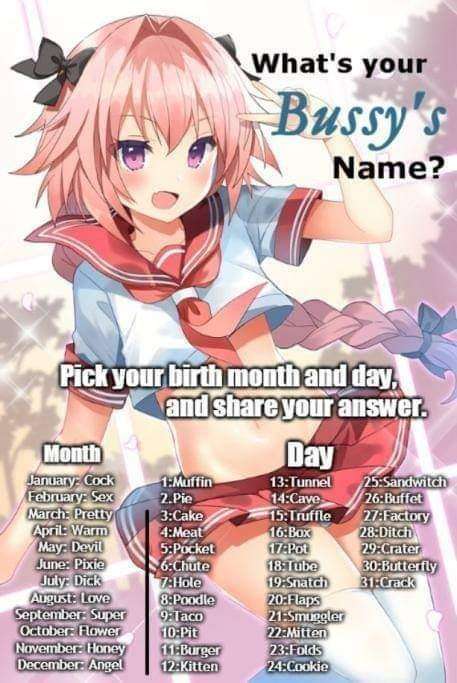 What's your
Bussy's
Name?
Pick your birth month and day,
and share your answer.
Month
January: Cock
February: Sex
March: Pretty
April: Warm
May: Devil
June: Pixie
July: Dick
August: Love
September: Super
October: Flower
November: Honey
December: Angel
Day
1:Muffin
2.Pie
3:Cake
4:Meat
5:Pocket
6:Chute
7:Hole
8:Poodle
9:Taco
10:Pit
11:Burger
12:Kitten
13:Tunnel
14:Cave
15:Truffle
16:Box
17:Pot
18:Tube
19:Snatch
20:Flaps
21:Smuggler
22:Mitten
23:Folds
24:Cookie
25:Sandwitch
26:Buffet
27:Factory
28:Ditch
29:Crater
30:Butterfly
31:Crack